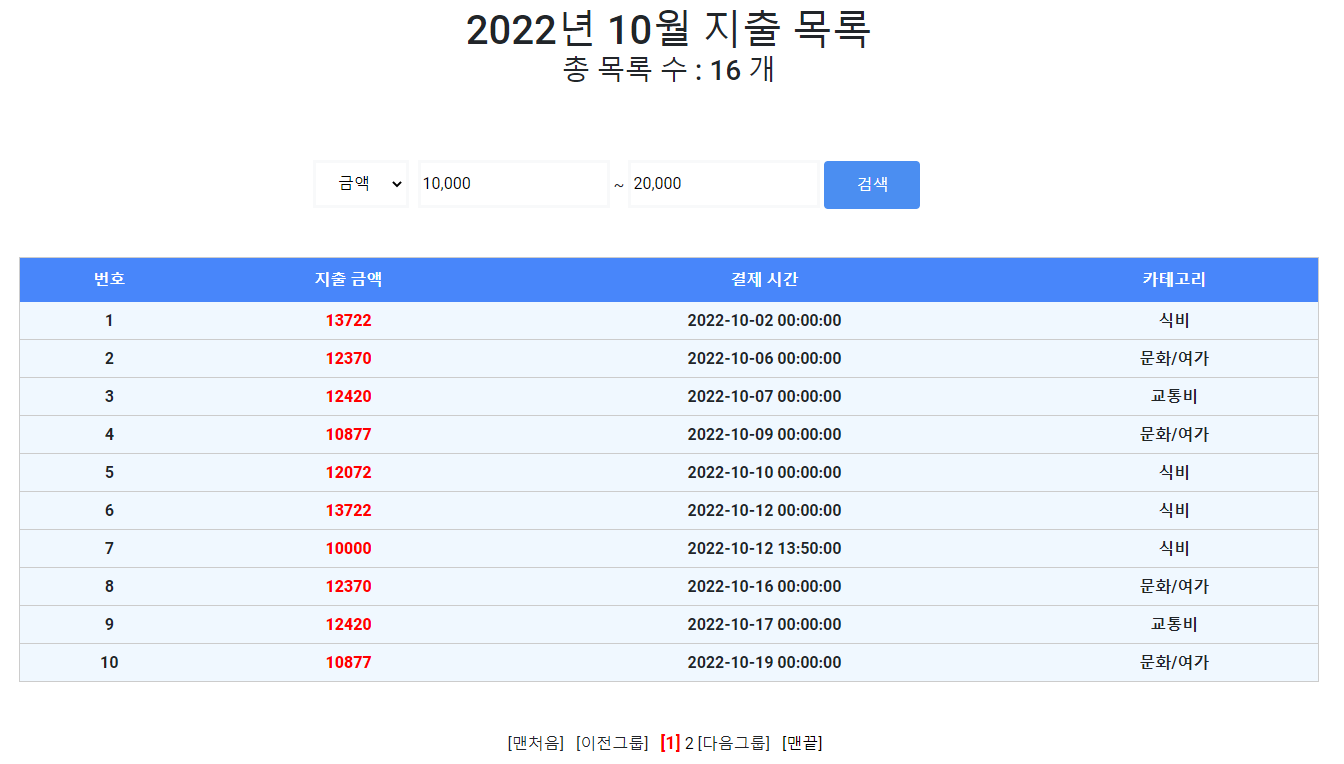 2022년 10월 지출 목록
총 목록 수 : 16 개
금액 10,000 ~ 20,000 검색
번호 지출 금액 결제 시간 카테고리
1 13722 2022-10-02 00:00:00 식비
2 12370 2022-10-06 00:00:00 문화/여가
3 12420 2022-10-07 00:00:00 교통비
4 10877 2022-10-09 00:00:00 문화/여가
5 12072 2022-10-10 00:00:00 식비
6 13722 2022-10-12 00:00:00 식비
7 10000 2022-10-12 13:50:00 식비
8 12370 2022-10-16 00:00:00 문화/여가
9 12420 2022-10-17 00:00:00 교통비
10 10877 2022-10-19 00:00:00 문화/여가
[맨처음] [이전그룹] [1] 2 [다음그룹] [맨끝]